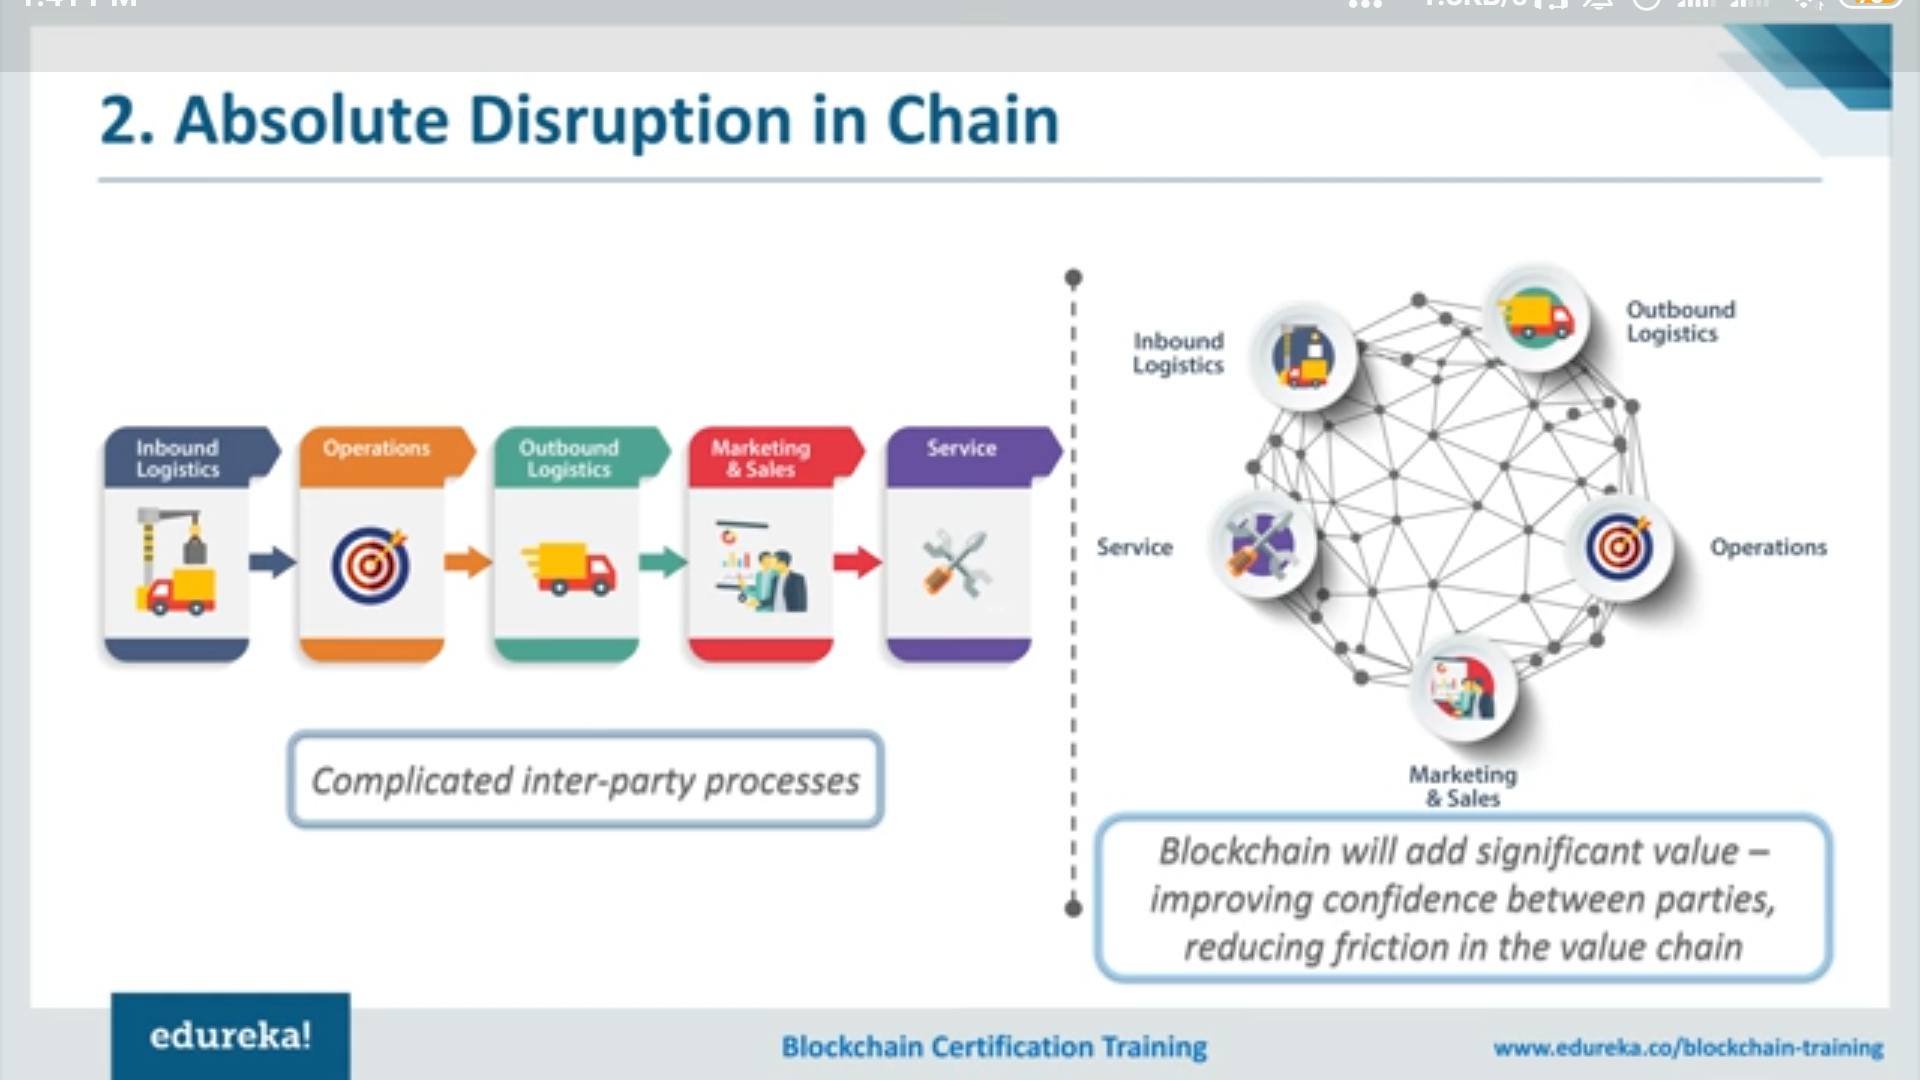 2. Absolute Disruption in Chain
Inbound
Logistics
Operations
Outbound
Logistics
Marketing
& Sales
Service
Complicated inter-party processes
Inbound
Logistics
Outbound
Logistics
Service
Operations
Marketing
& Sales
Blockchain will add significant value –
improving confidence between parties,
reducing friction in the value chain
edureka!
Blockchain Certification Training
www.edureka.co/blockchain-training